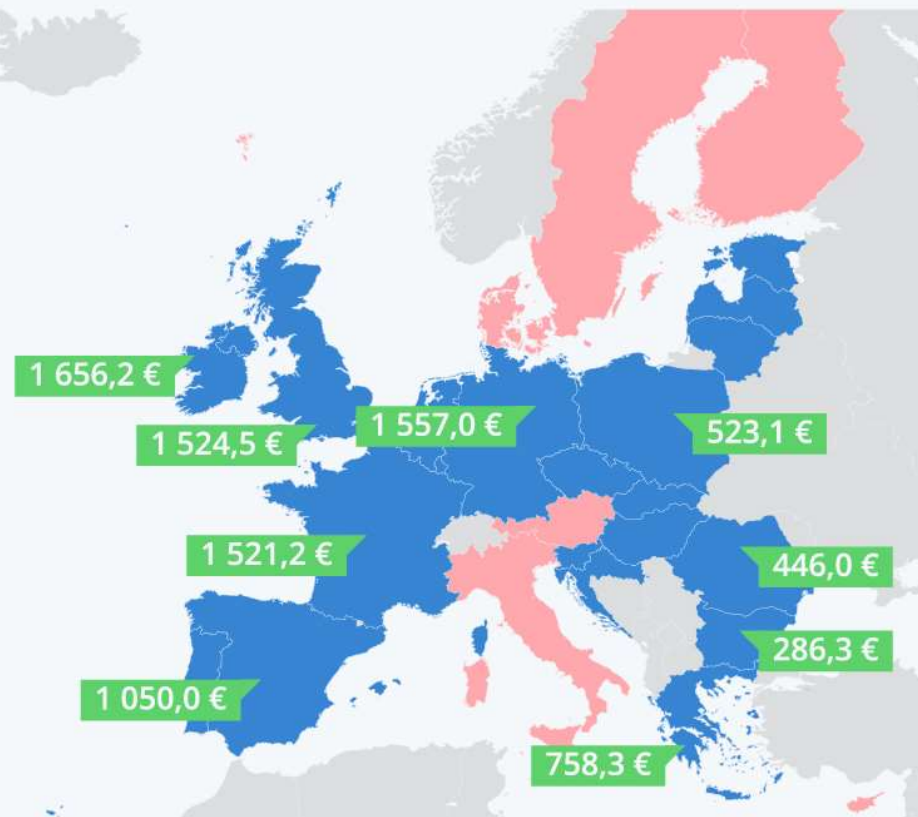 1 656,2 €
1 557,0 €
523,1 €
1 524,5 €
1 521,2 €
446,0 €
286,3 €
1 050,0 €
758,3 €